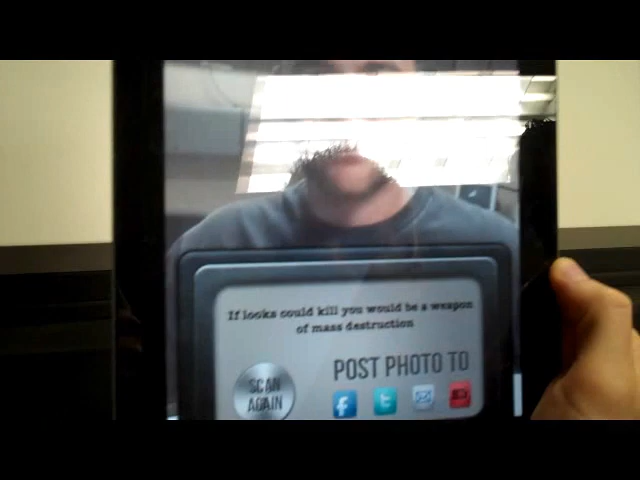 If looks could kill you would be a weapon
of mass destruction
POST PHOTO TO
SCAN
AGAIN